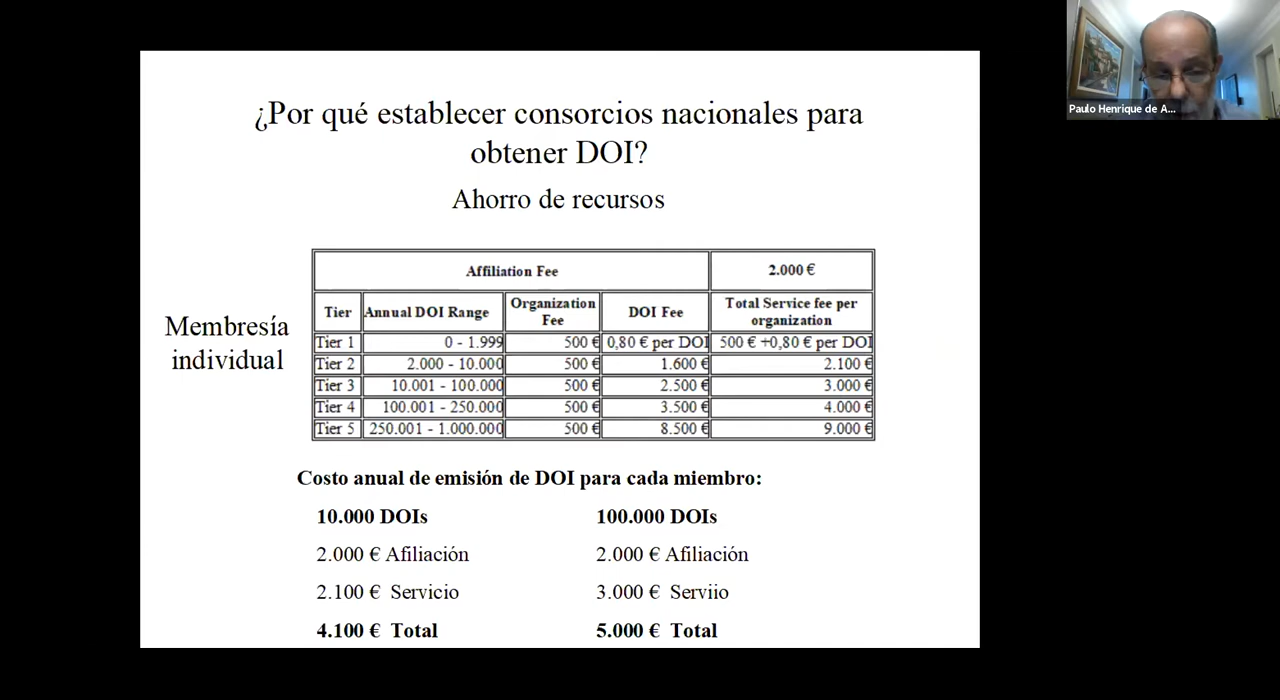 ¿Por qué establecer consorcios nacionales para
obtener DOI?
Ahorro de recursos
Membresía
individual
Affiliation Fee 2.000 €
Tier Annual DOI Range Organization Fee DOI Fee Total Service fee per organization
Tier 1 0 - 1.999 500 € 0,80 € per DOI 500 € +0,80 € per DOI
Tier 2 2.000 - 10.000 500 € 1.600 € 2.100 €
Tier 3 10.001 - 100.000 500 € 2.500 € 3.000 €
Tier 4 100.001 - 250.000 500 € 3.500 € 4.000 €
Tier 5 250.001 - 1.000.000 500 € 8.500 € 9.000 €
Costo anual de emisión de DOI para cada miembro:
10.000 DOIs 100.000 DOIs
2.000 € Afiliación 2.000 € Afiliación
2.100 € Servicio 3.000 € Serviio
4.100 € Total 5.000 € Total
Paulo Henrique de A...